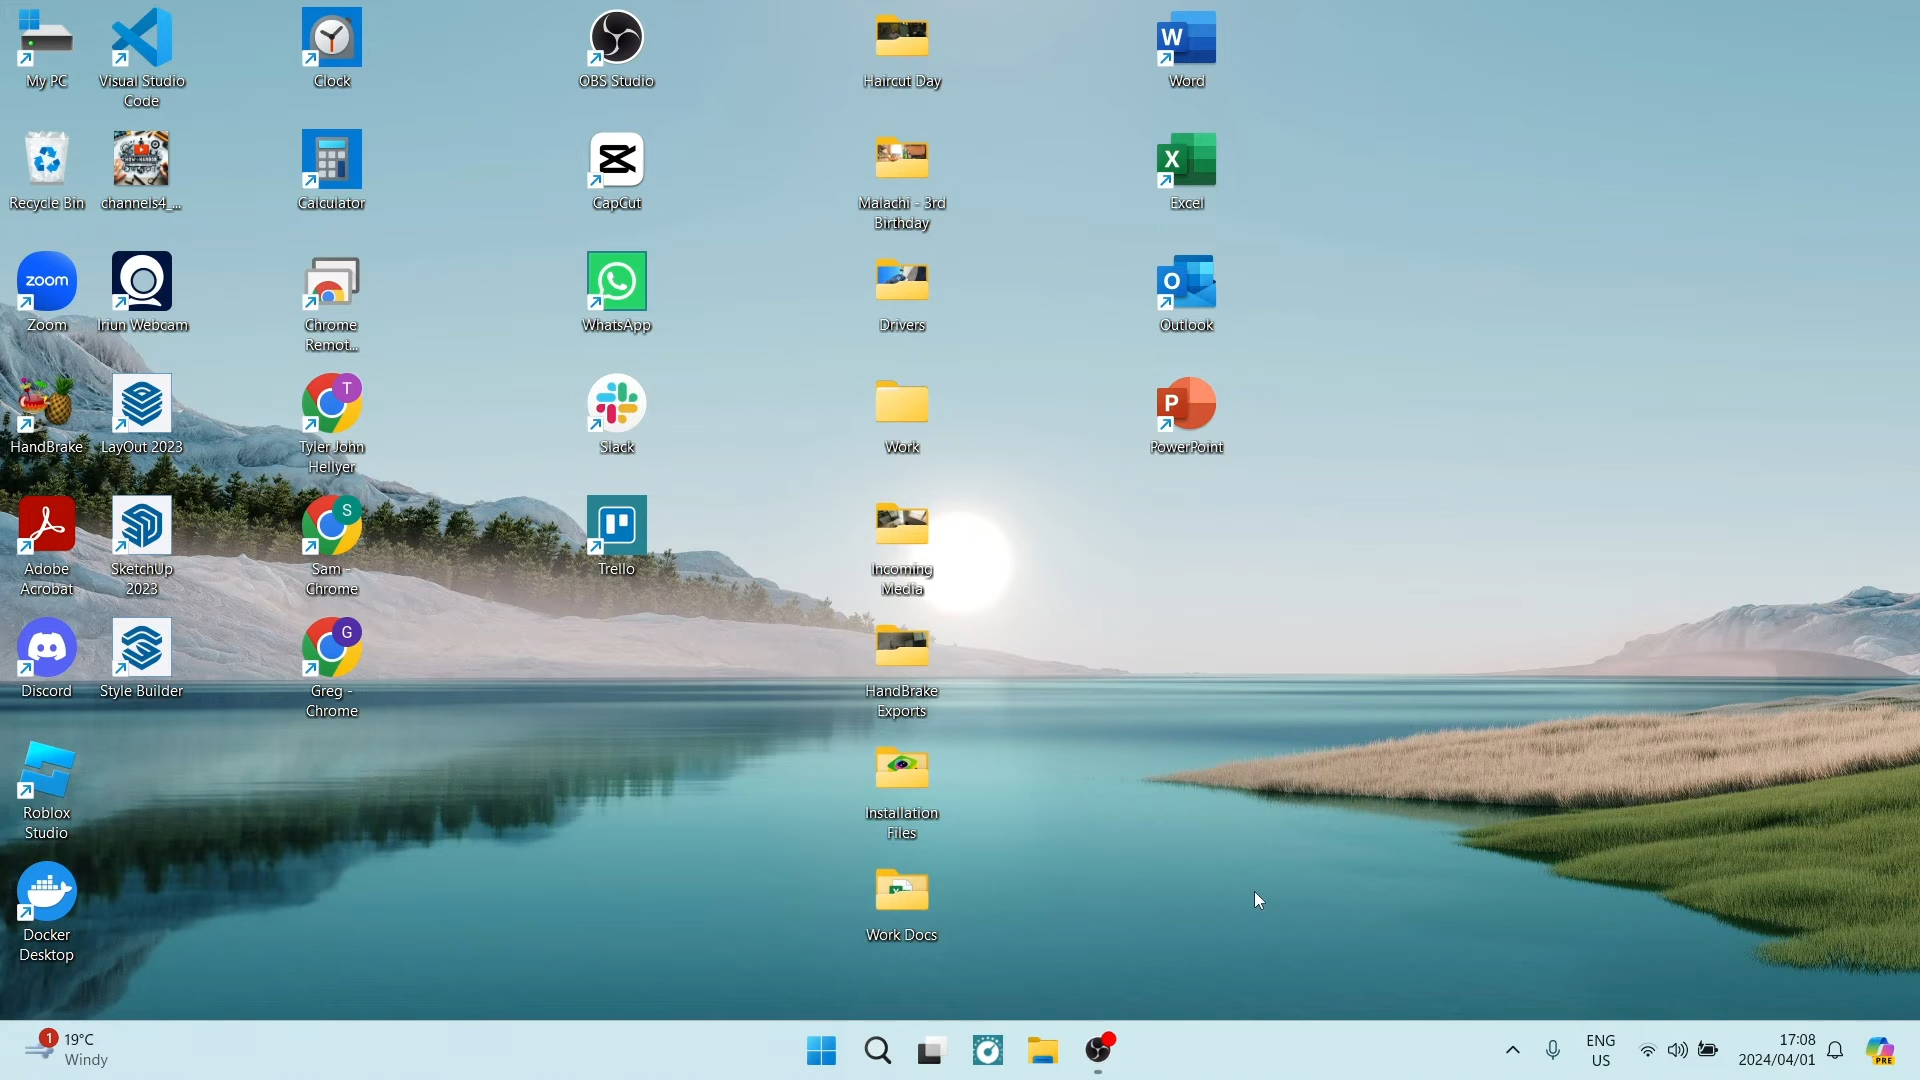 My PC
Visual Studio
Code
Clock
OBS Studio
Haircut Day
W
Word
Recycle Bin
channels4_...
Calculator
CapCut
Malachi - 3rd
Birthday
X
Excel
zoom
Zoom
Iriun Webcam
Chrome
Remot...
WhatsApp
Drivers
O
Outlook
HandBrake
LayOut 2023
T
Tyler John
Hellyer
Slack
Work
P
PowerPoint
Adobe
Acrobat
SketchUp
2023
S
Sam -
Chrome
Trello
Incoming
Media
Discord
Style Builder
G
Greg -
Chrome
HandBrake
Exports
Roblox
Studio
Installation
Files
Docker
Desktop
Work Docs
1
19°C
Windy
ENG
US
17:08
2024/04/01
PRE